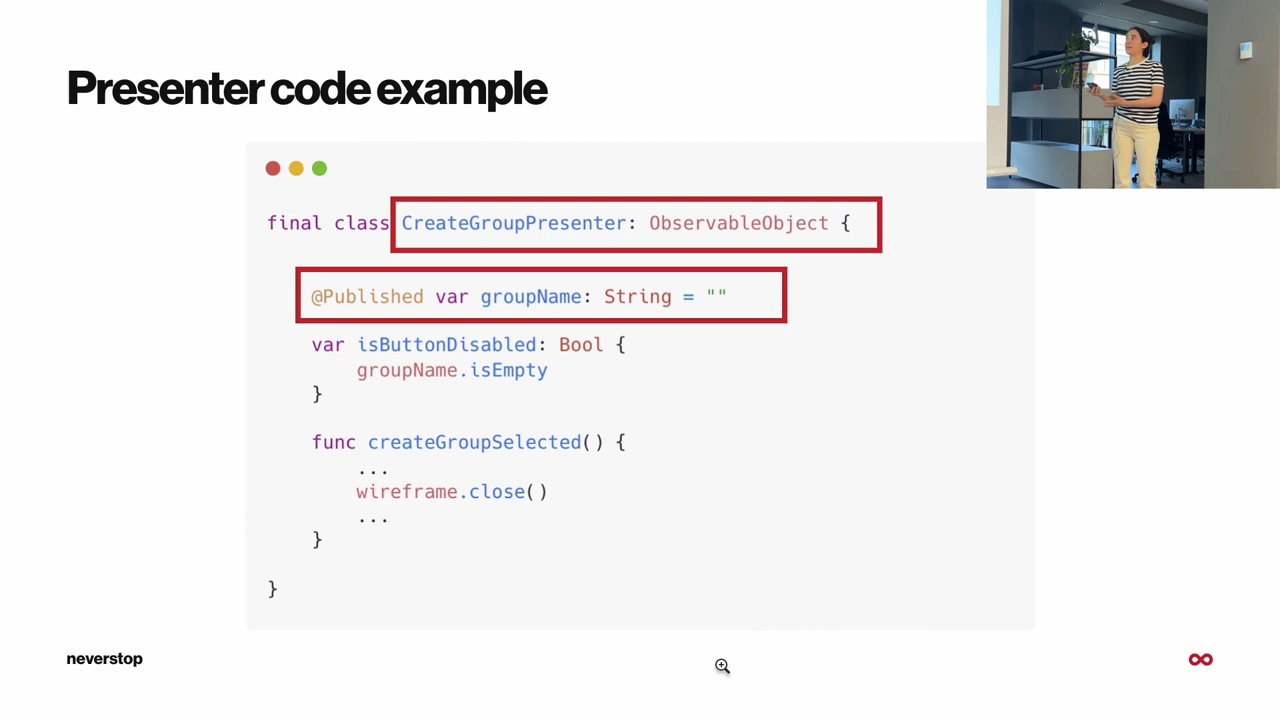 Presenter code example
final class CreateGroupPresenter: ObservableObject {
@Published var groupName: String = ""
var isButtonDisabled: Bool {
groupName.isEmpty
}
func createGroupSelected() {
...
wireframe.close()
...
}
}
neverstop